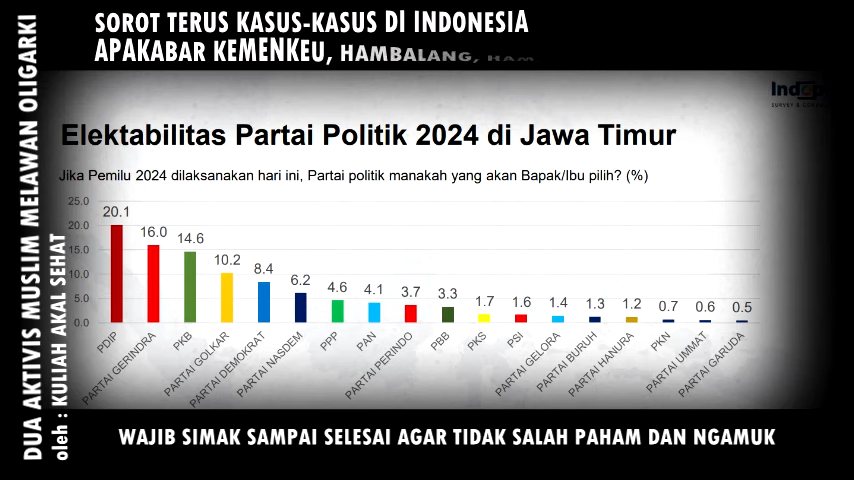 SOROT TERUS KASUS-KASUS DI INDONESIA
APAKABAR KEMENKEU, HAMBALANG,
DUA AKTIVIS MUSLIM MELAWAN OLIGARKI
oleh : KULIAH AKAL SEHAT
Elektabilitas Partai Politik 2024 di Jawa Timur
Jika Pemilu 2024 dilaksanakan hari ini, Partai politik manakah yang akan Bapak/Ibu pilih? (%)
25.0
20.0
15.0
10.0
5.0
0.0
20.1
16.0
14.6
10.2
8.4
6.2
4.6
4.1
3.7
3.3
1.7
1.6
1.4
1.3
1.2
0.7
0.6
0.5
PDIP
PARTAI GERINDRA
PKB
PARTAI GOLKAR
PARTAI DEMOKRAT
PARTAI NASDEM
PPP
PAN
PARTAI PERINDO
PBB
PKS
PSI
PARTAI GELORA
PARTAI BURUH
PARTAI HANURA
PKN
PARTAI UMMAT
PARTAI GARUDA
WAJIB SIMAK SAMPAI SELESAI AGAR TIDAK SALAH PAHAM DAN NGAMUK